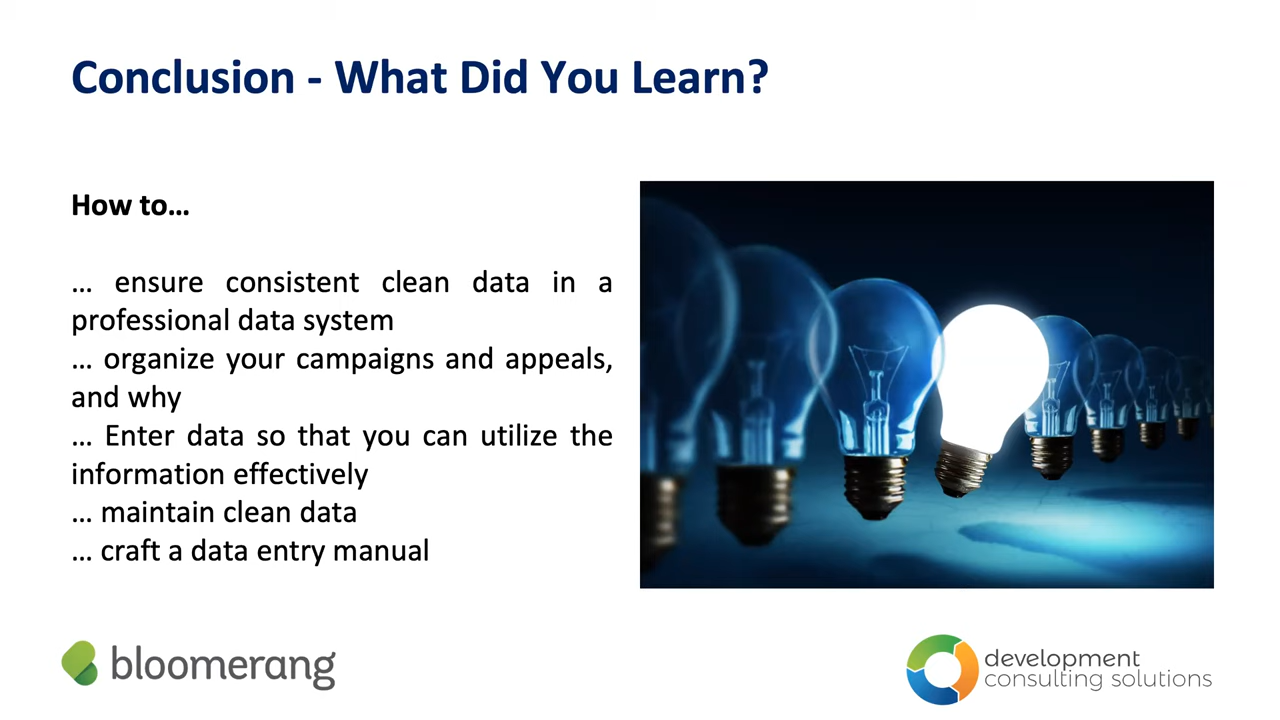 Conclusion - What Did You Learn?
How to…
… ensure consistent clean data in a
professional data system
… organize your campaigns and appeals,
and why
… Enter data so that you can utilize the
information effectively
… maintain clean data
… craft a data entry manual
bloomerang
development
consulting solutions